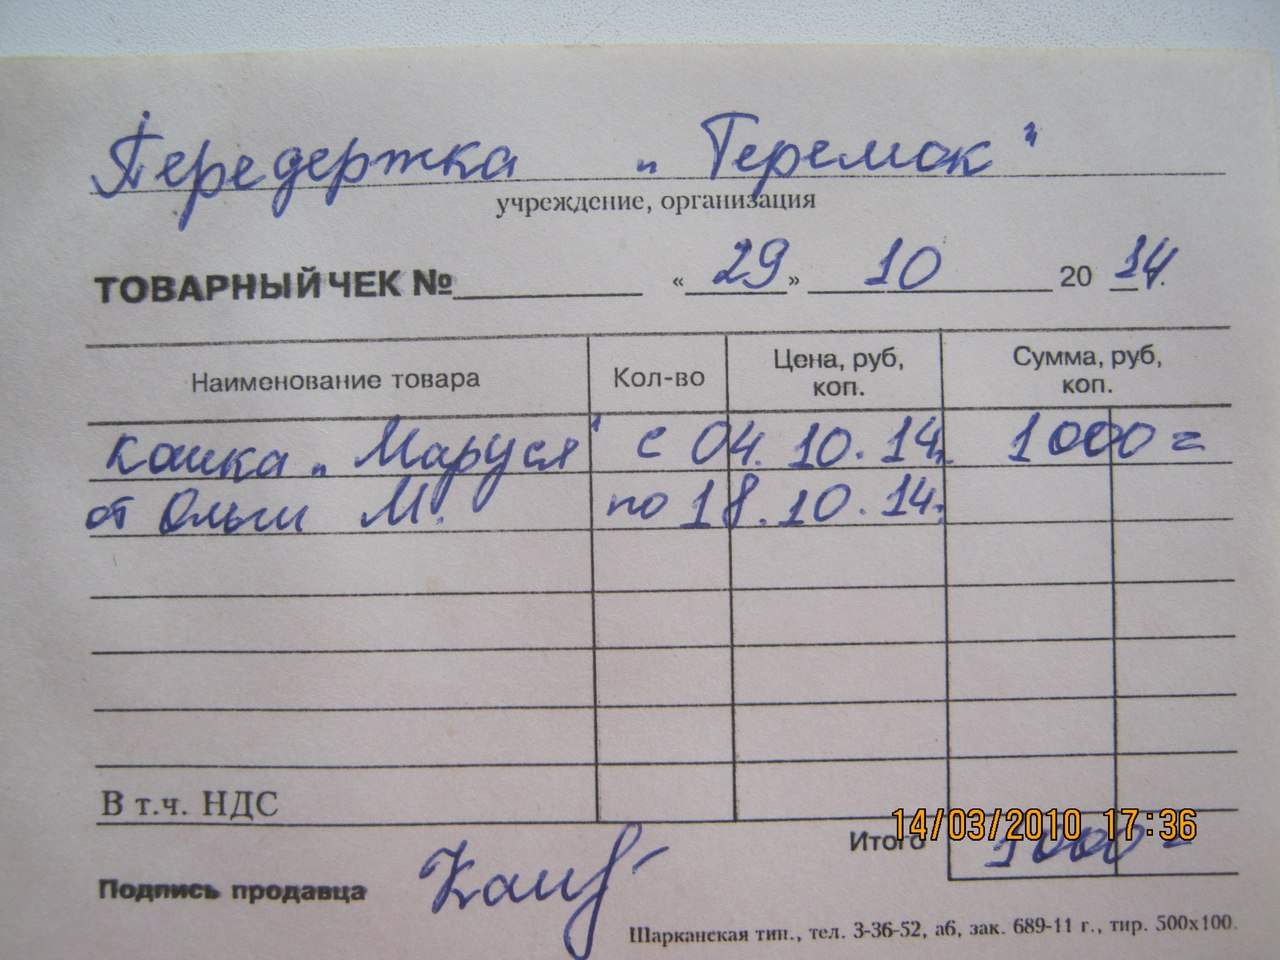 Передержка "Теремок"
учреждение, организация
ТОВАРНЫЙ ЧЕК № « 29 » 10 20 14 г.
Наименование товара Кол-во Цена, руб, коп. Сумма, руб, коп.
кошка "Маруся" с 04.10.14. 1000=
от Ольги М. по 18.10.14.
В т.ч. НДС
14/03/2010 17:36
Итого 1000=
Подпись продавца
Шарканская тип., тел. 3-36-52, а6, зак. 689-11 г., тир. 500х100.